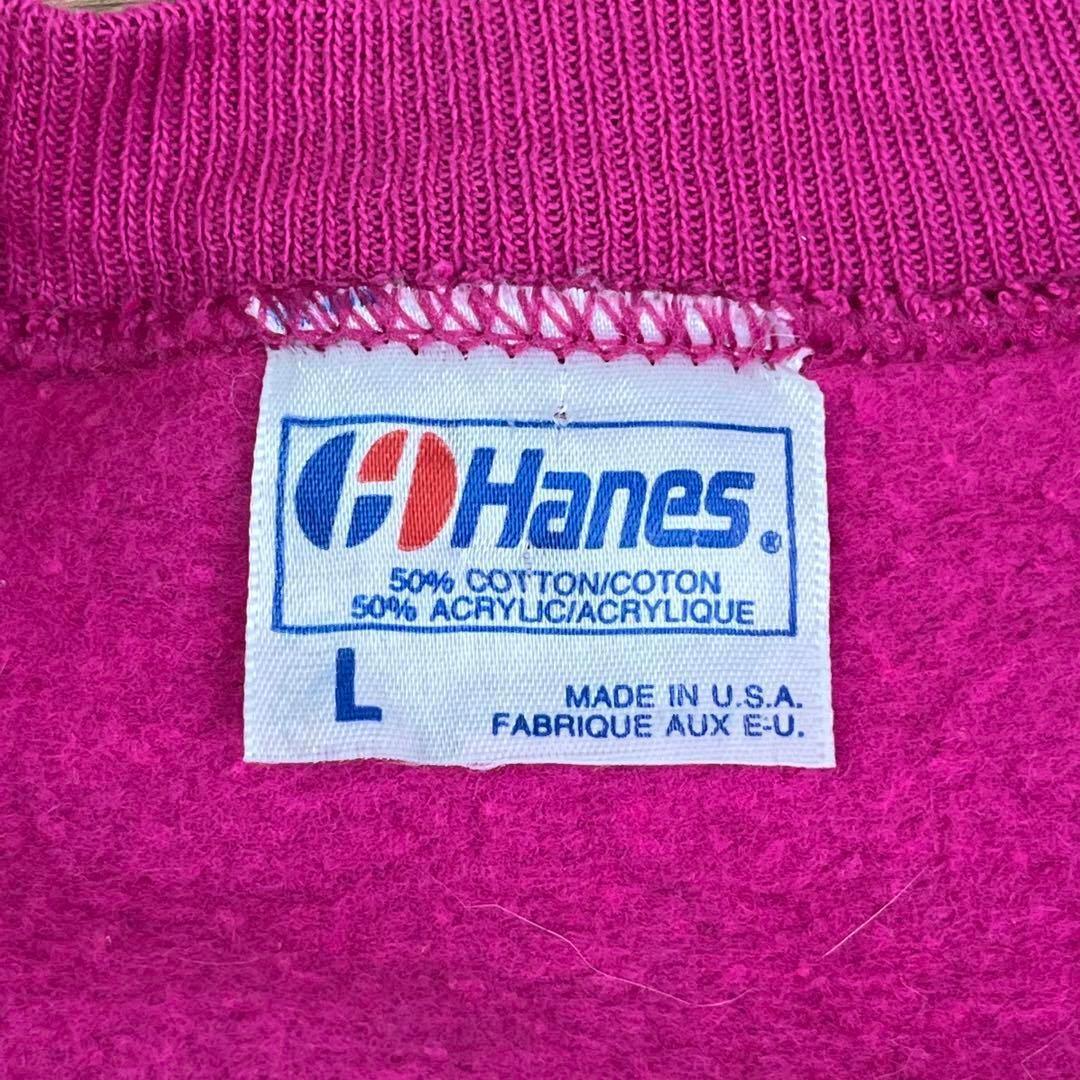 Hanes®
50% COTTON/COTON
50% ACRYLIC/ACRYLIQUE
L
MADE IN U.S.A.
FABRIQUE AUX E-U.